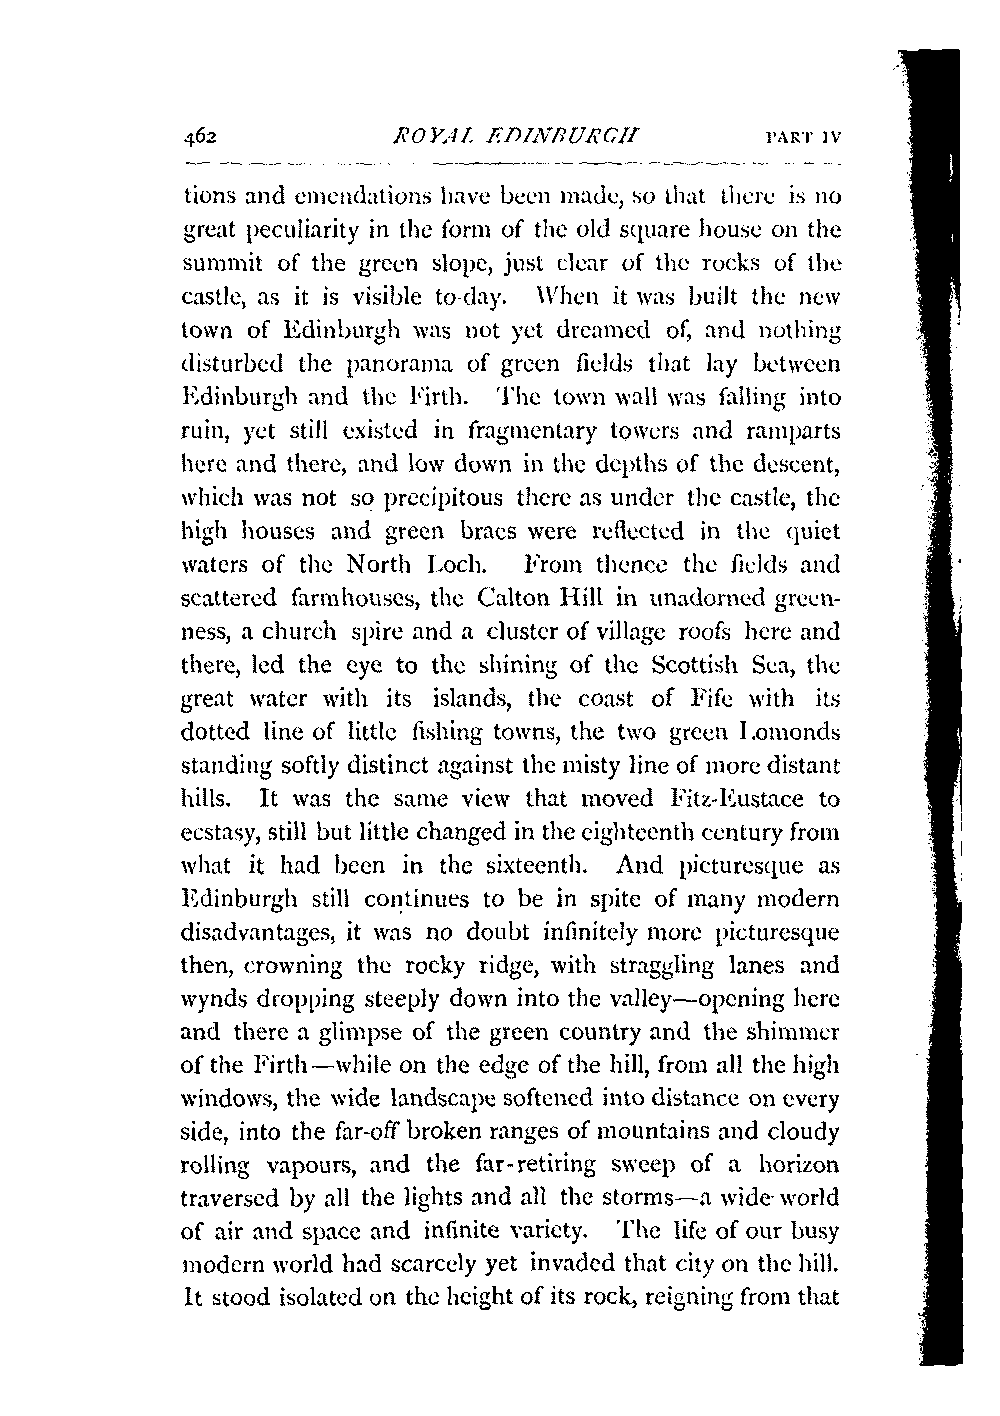 462 ROYAL EDINBURGH PART IV
tions and emendations have been made, so that there is no
great peculiarity in the form of the old square house on the
summit of the green slope, just clear of the rocks of the
castle, as it is visible to-day. When it was built the new
town of Edinburgh was not yet dreamed of, and nothing
disturbed the panorama of green fields that lay between
Edinburgh and the Firth. The town wall was falling into
ruin, yet still existed in fragmentary towers and ramparts
here and there, and low down in the depths of the descent,
which was not so precipitous there as under the castle, the
high houses and green braes were reflected in the quiet
waters of the North Loch. From thence the fields and
scattered farmhouses, the Calton Hill in unadorned green-
ness, a church spire and a cluster of village roofs here and
there, led the eye to the shining of the Scottish Sea, the
great water with its islands, the coast of Fife with its
dotted line of little fishing towns, the two green Lomonds
standing softly distinct against the misty line of more distant
hills. It was the same view that moved Fitz-Eustace to
ecstasy, still but little changed in the eighteenth century from
what it had been in the sixteenth. And picturesque as
Edinburgh still continues to be in spite of many modern
disadvantages, it was no doubt infinitely more picturesque
then, crowning the rocky ridge, with straggling lanes and
wynds dropping steeply down into the valley—opening here
and there a glimpse of the green country and the shimmer
of the Firth—while on the edge of the hill, from all the high
windows, the wide landscape softened into distance on every
side, into the far-off broken ranges of mountains and cloudy
rolling vapours, and the far-retiring sweep of a horizon
traversed by all the lights and all the storms—a wide world
of air and space and infinite variety. The life of our busy
modern world had scarcely yet invaded that city on the hill.
It stood isolated on the height of its rock, reigning from that